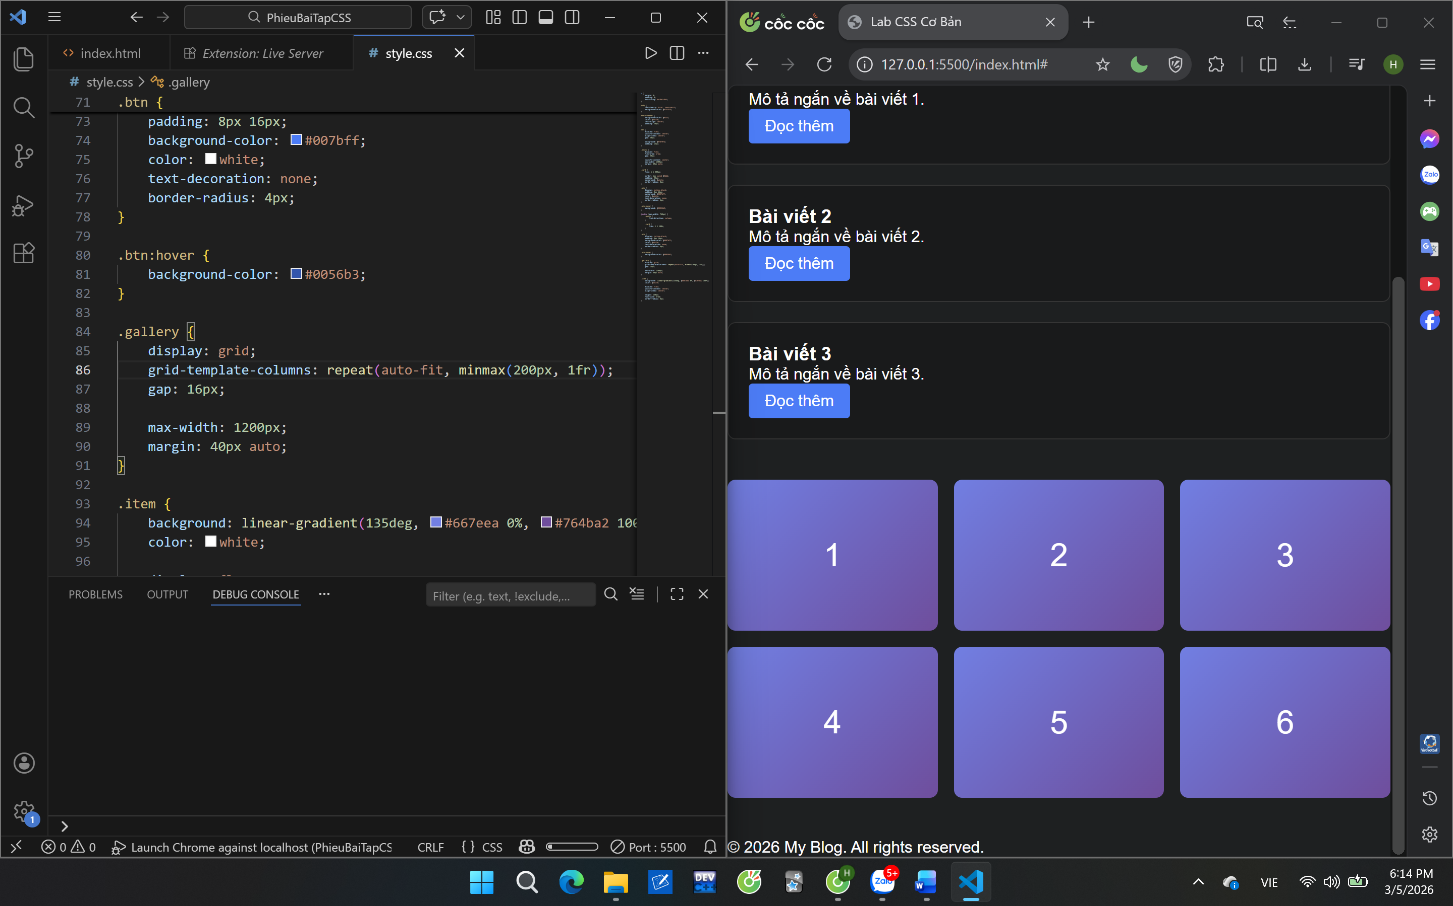 PhieuBaiTapCSS
index.html
Extension: Live Server
# style.css
# style.css > .gallery
71 .btn {
73 padding: 8px 16px;
74 background-color: #007bff;
75 color: white;
76 text-decoration: none;
77 border-radius: 4px;
78 }
79
80 .btn:hover {
81 background-color: #0056b3;
82 }
83
84 .gallery {
85 display: grid;
86 grid-template-columns: repeat(auto-fit, minmax(200px, 1fr));
87 gap: 16px;
88
89 max-width: 1200px;
90 margin: 40px auto;
91 }
92
93 .item {
94 background: linear-gradient(135deg, #667eea 0%, #764ba2 100
95 color: white;
96
PROBLEMS
OUTPUT
DEBUG CONSOLE
Filter (e.g. text, !exclude,...
1
0
0
Launch Chrome against localhost (PhieuBaiTapCS
CRLF
{ } CSS
Port : 5500
cốc cốc
Lab CSS Cơ Bản
127.0.0.1:5500/index.html#
H
Mô tả ngắn về bài viết 1.
Đọc thêm
Bài viết 2
Mô tả ngắn về bài viết 2.
Đọc thêm
Bài viết 3
Mô tả ngắn về bài viết 3.
Đọc thêm
1
2
3
4
5
6
© 2026 My Blog. All rights reserved.
Zalo
DEV
H
Zalo
5+
VIE
6:14 PM
3/5/2026